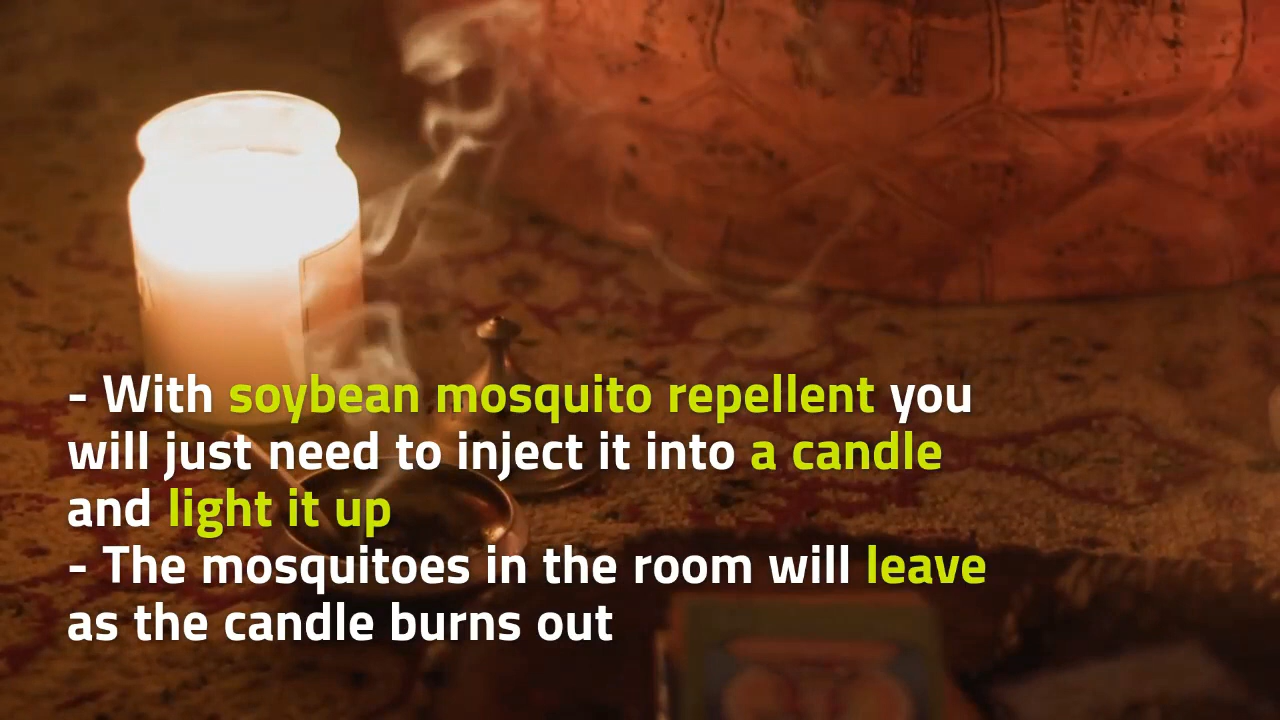 - With soybean mosquito repellent you
will just need to inject it into a candle
and light it up
- The mosquitoes in the room will leave
as the candle burns out